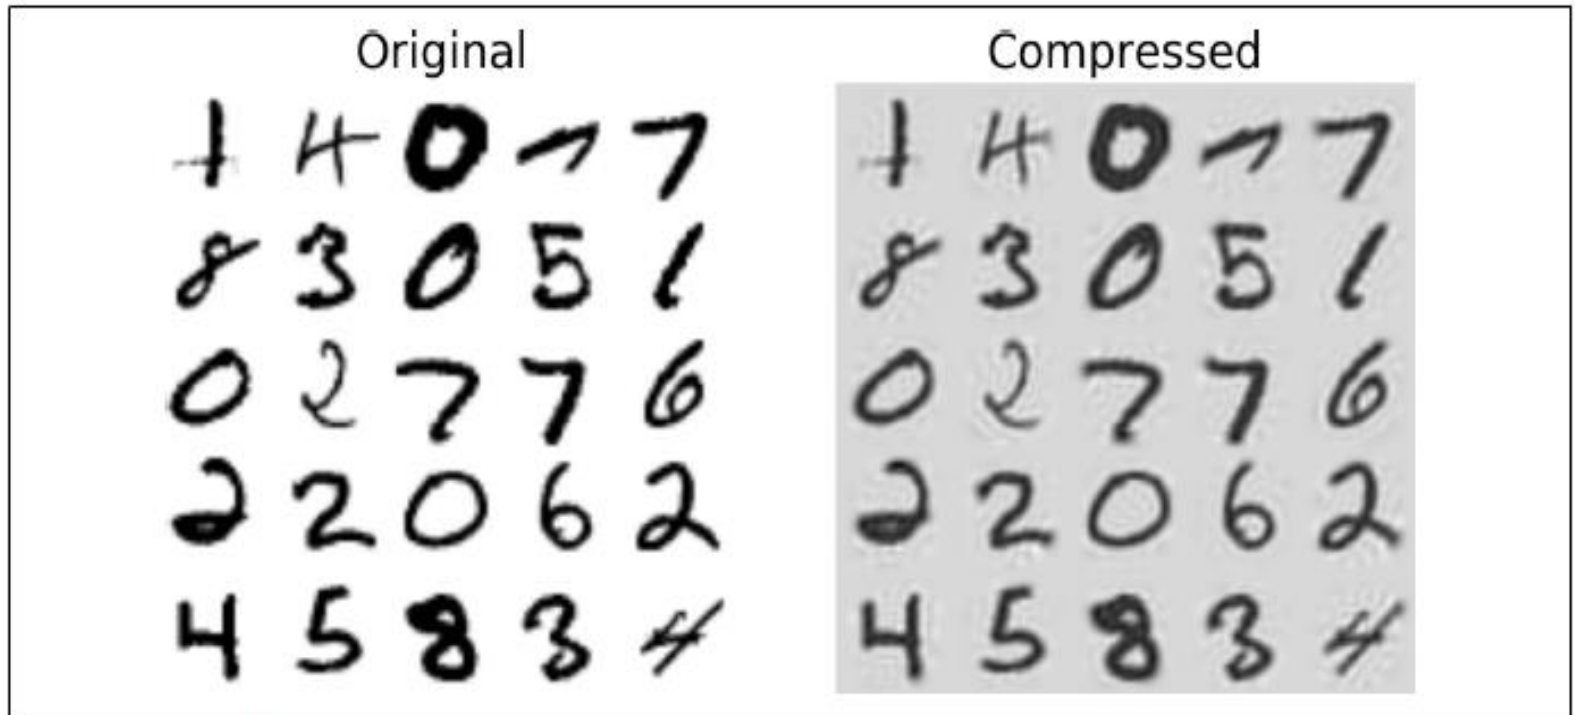 Original Compressed
1 4 0 7 7 1 4 0 7 7
8 3 0 5 1 8 3 0 5 1
0 2 7 7 6 0 2 7 7 6
2 2 0 6 2 2 2 0 6 2
4 5 8 3 4 4 5 8 3 4